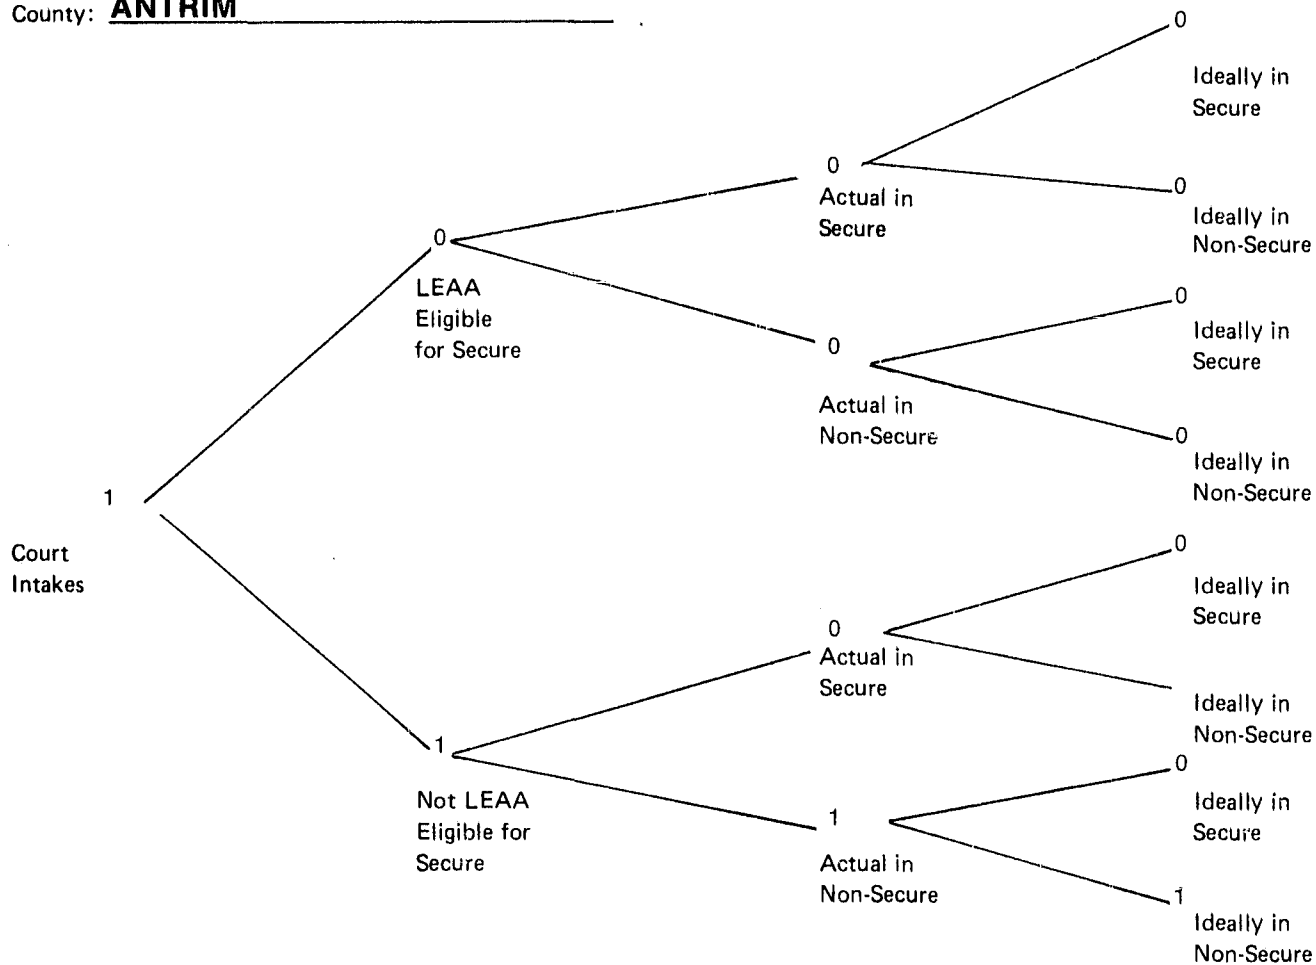 County: ANTRIM
0
Ideally in
Secure
0
Actual in
Secure
0
Ideally in
Non-Secure
0
LEAA
Eligible
for Secure
0
Ideally in
Secure
0
Actual in
Non-Secure
0
Ideally in
Non-Secure
1
Court
Intakes
0
Ideally in
Secure
0
Actual in
Secure
Ideally in
Non-Secure
1
Not LEAA
Eligible for
Secure
0
Ideally in
Secure
1
Actual in
Non-Secure
1
Ideally in
Non-Secure